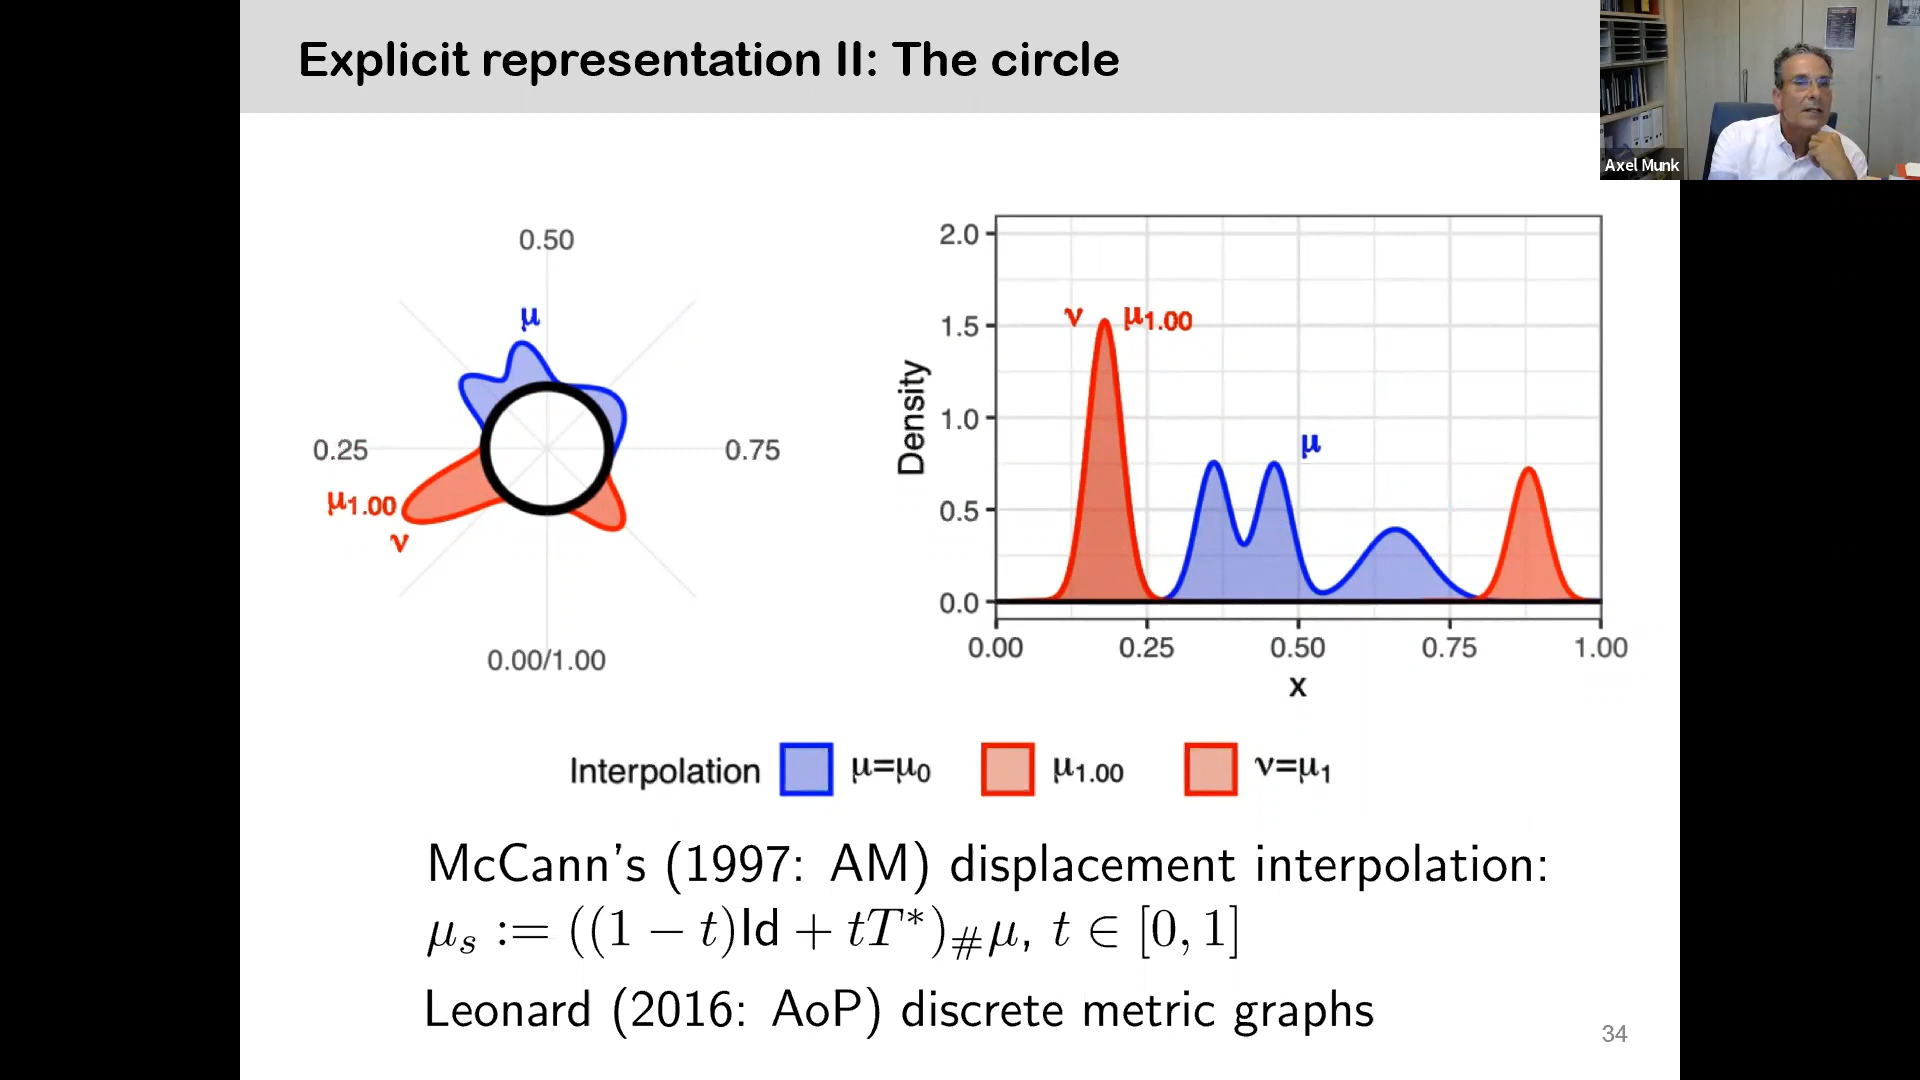 Explicit representation II: The circle
Axel Munk
0.50
μ
0.25
0.75
μ1.00
ν
0.00/1.00
2.0
1.5
1.0
0.5
0.0
Density
ν μ1.00
μ
0.00 0.25 0.50 0.75 1.00
x
Interpolation μ=μ0 μ1.00 ν=μ1
McCann's (1997: AM) displacement interpolation:
μs := ((1 − t)Id + tT*)#μ, t ∈ [0, 1]
Leonard (2016: AoP) discrete metric graphs
34